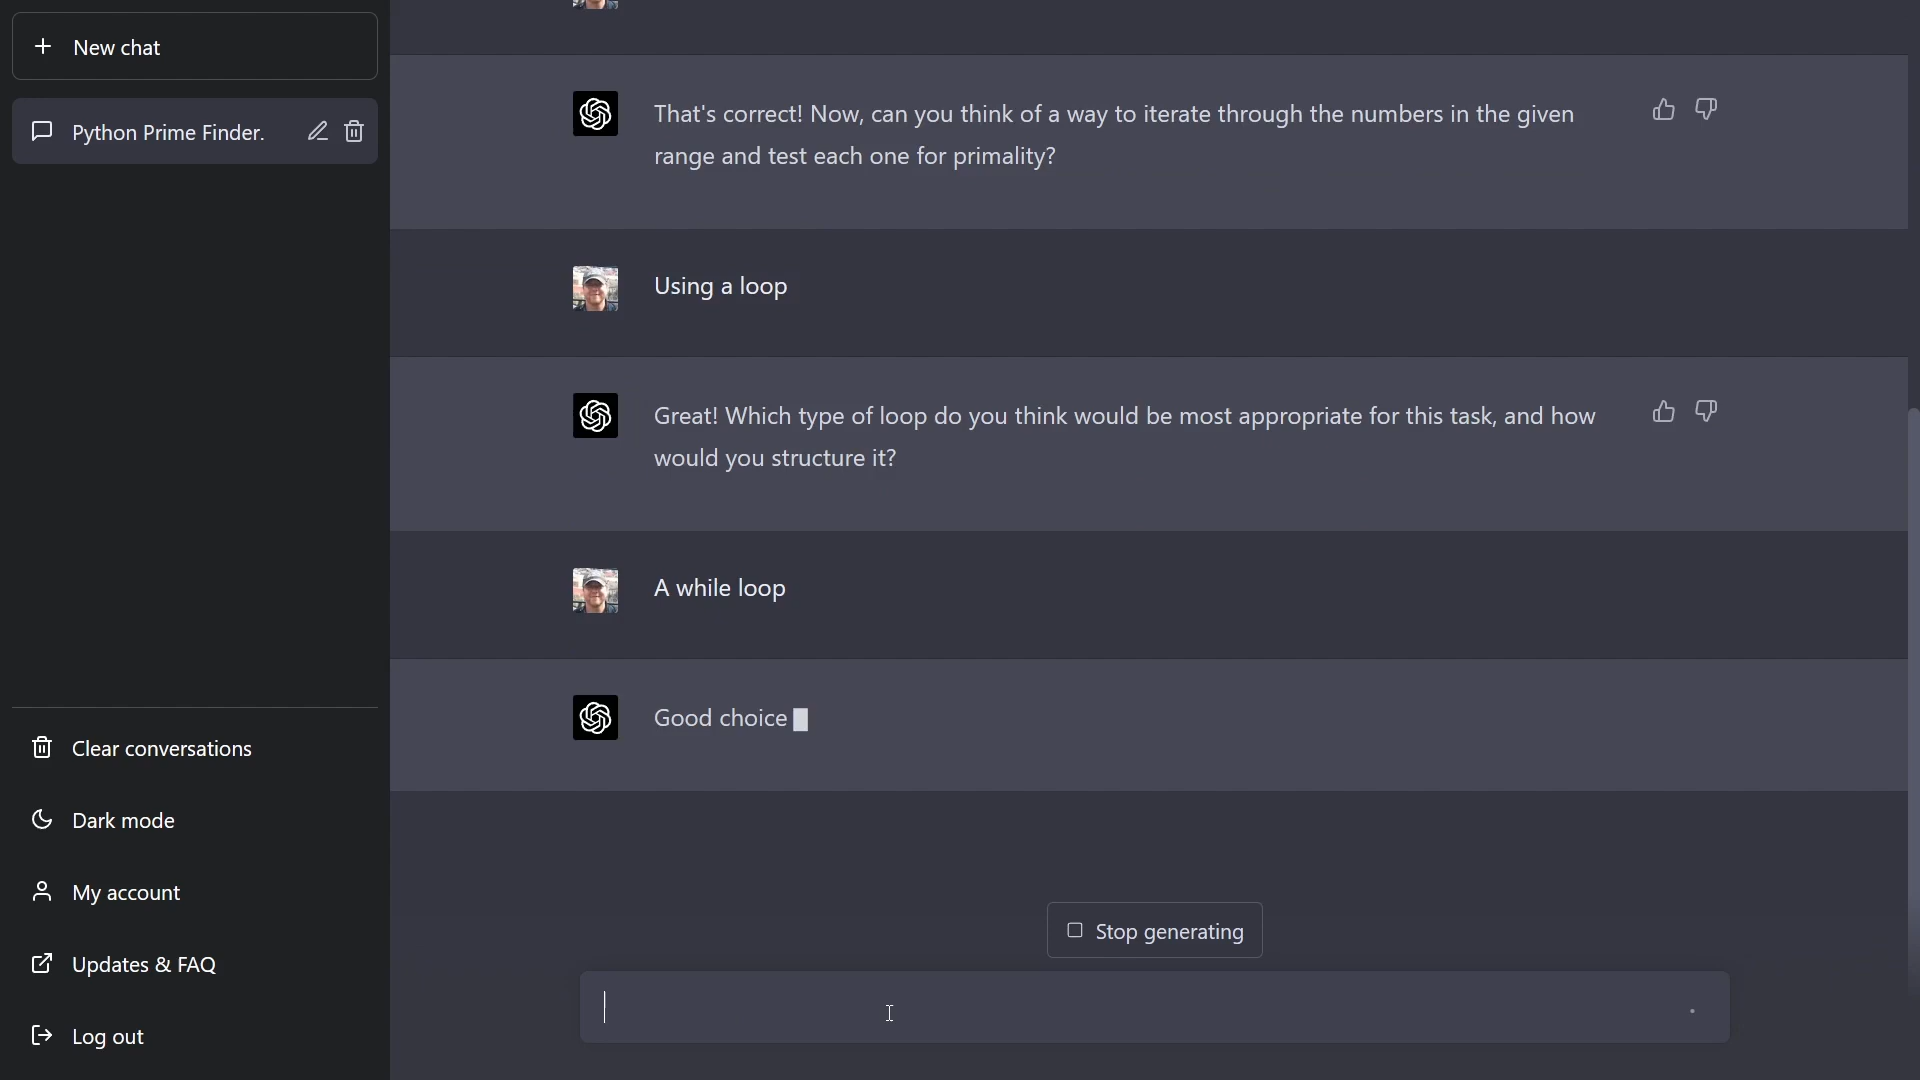 New chat
Python Prime Finder.
Clear conversations
Dark mode
My account
Updates & FAQ
Log out
That's correct! Now, can you think of a way to iterate through the numbers in the given
range and test each one for primality?
Using a loop
Great! Which type of loop do you think would be most appropriate for this task, and how
would you structure it?
A while loop
Good choice
Stop generating